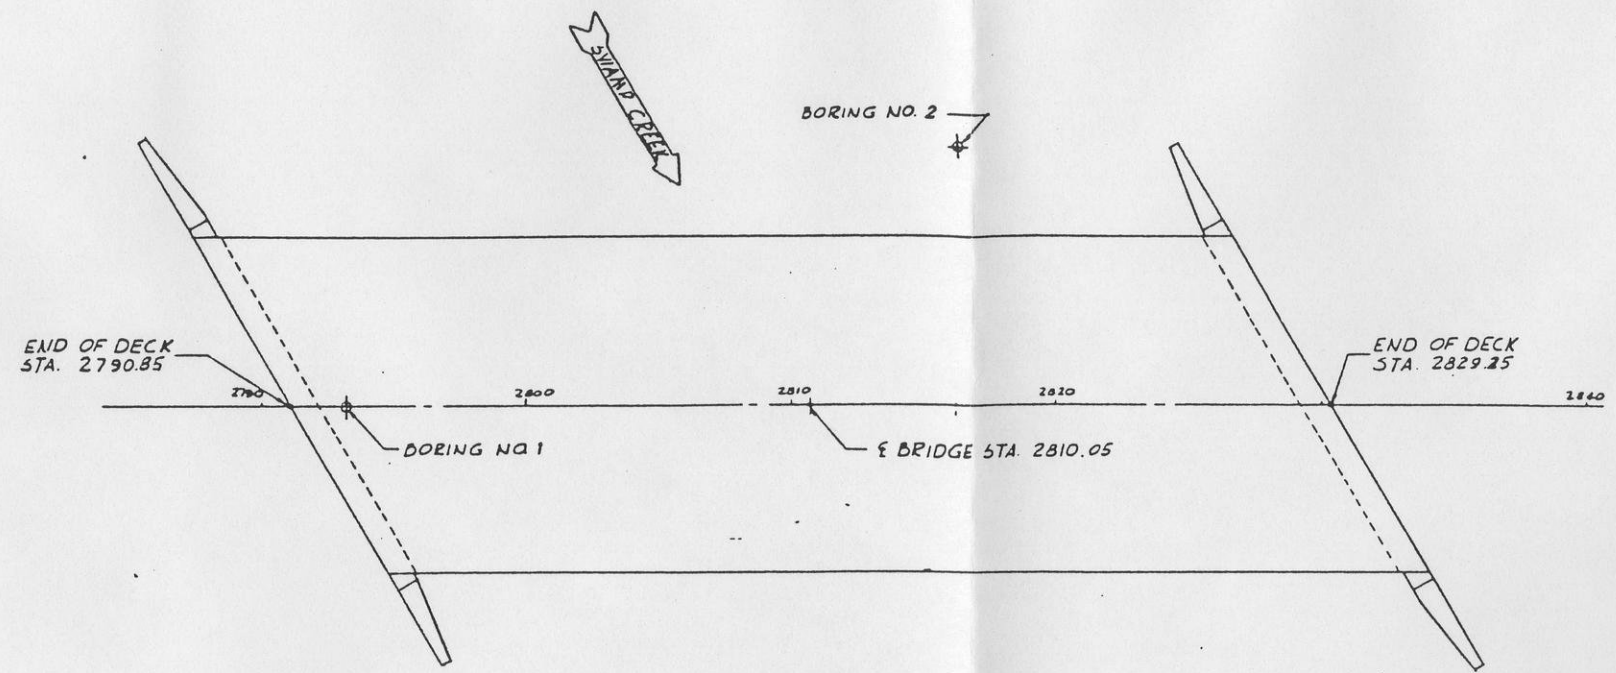 SWAMP CREEK
BORING NO. 2
END OF DECK
STA. 2790.85
END OF DECK
STA. 2829.25
2790
2800
2810
2820
2840
BORING NO. 1
℄ BRIDGE STA. 2810.05